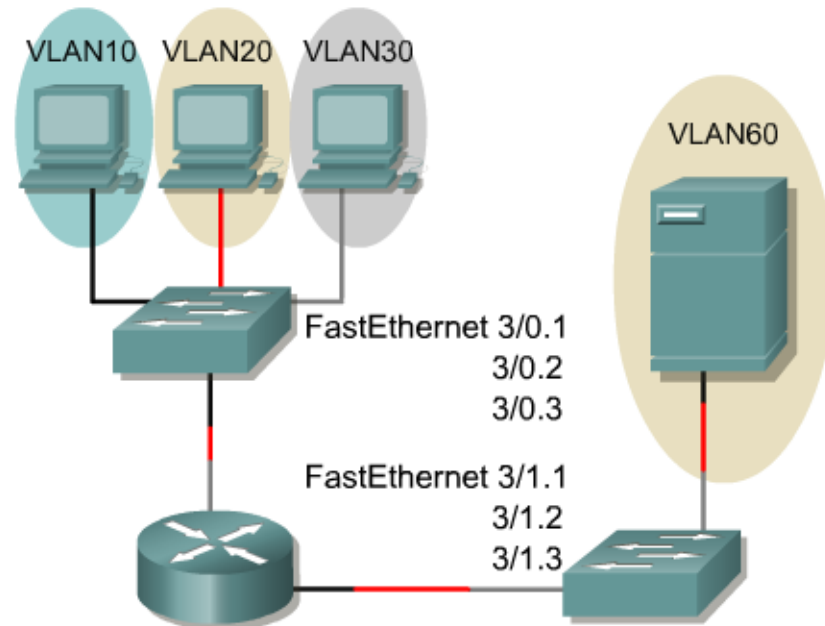 VLAN10
VLAN20
VLAN30
VLAN60
FastEthernet 3/0.1
3/0.2
3/0.3
FastEthernet 3/1.1
3/1.2
3/1.3